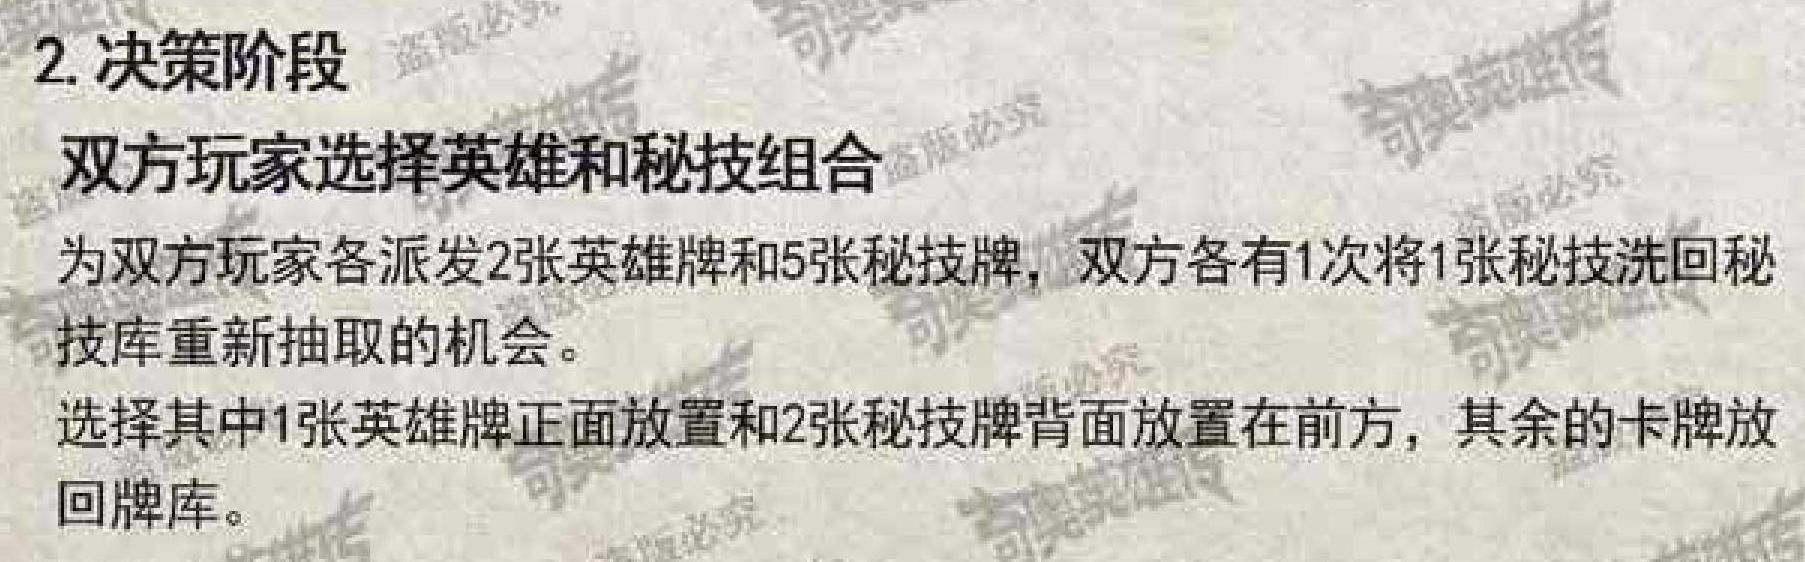 2. 决策阶段
双方玩家选择英雄和秘技组合
为双方玩家各派发2张英雄牌和5张秘技牌，双方各有1次将1张秘技洗回秘
技库重新抽取的机会。
选择其中1张英雄牌正面放置和2张秘技牌背面放置在前方，其余的卡牌放
回牌库。
盗版必究
奇奥英雄传